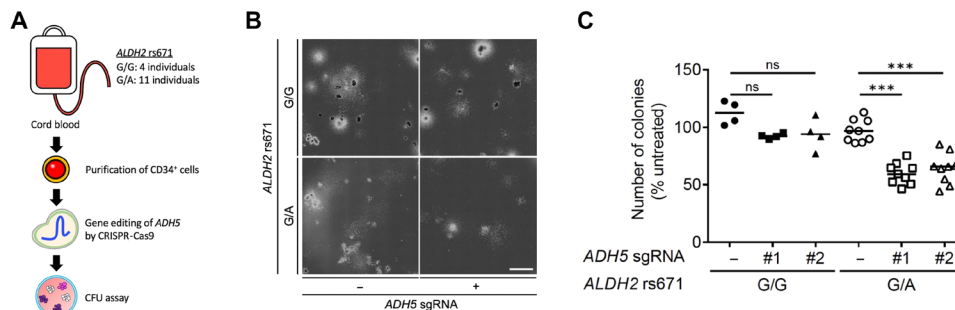 A
ALDH2 rs671
G/G: 4 individuals
G/A: 11 individuals
Cord blood
Purification of CD34+ cells
Gene editing of ADH5
by CRISPR-Cas9
CFU assay
B
G/G
G/A
ALDH2 rs671
– +
ADH5 sgRNA
C
Number of colonies
(% untreated)
150
100
50
0
ns
ns
***
***
ADH5 sgRNA – #1 #2 – #1 #2
ALDH2 rs671 G/G G/A